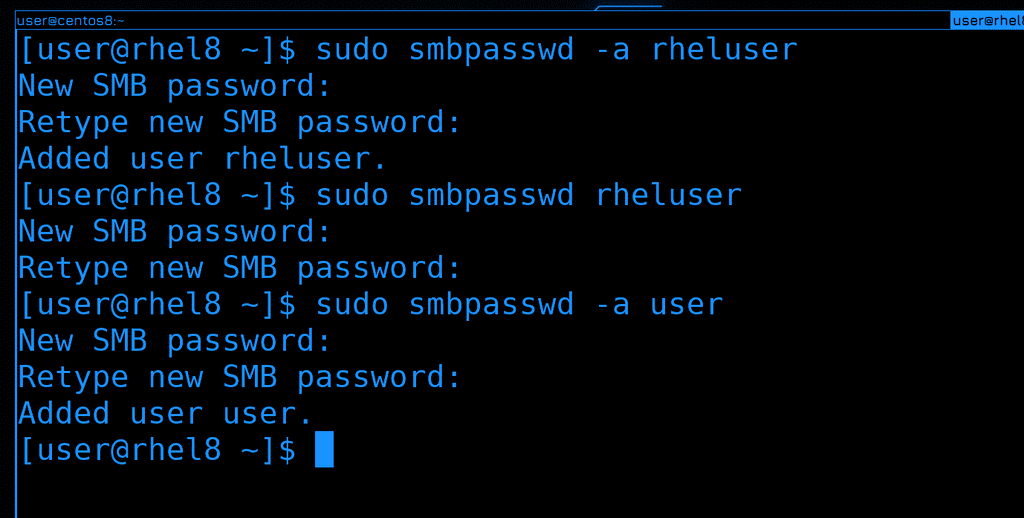 user@centos8:~
user@rhel8
[user@rhel8 ~]$ sudo smbpasswd -a rheluser
New SMB password:
Retype new SMB password:
Added user rheluser.
[user@rhel8 ~]$ sudo smbpasswd rheluser
New SMB password:
Retype new SMB password:
[user@rhel8 ~]$ sudo smbpasswd -a user
New SMB password:
Retype new SMB password:
Added user user.
[user@rhel8 ~]$